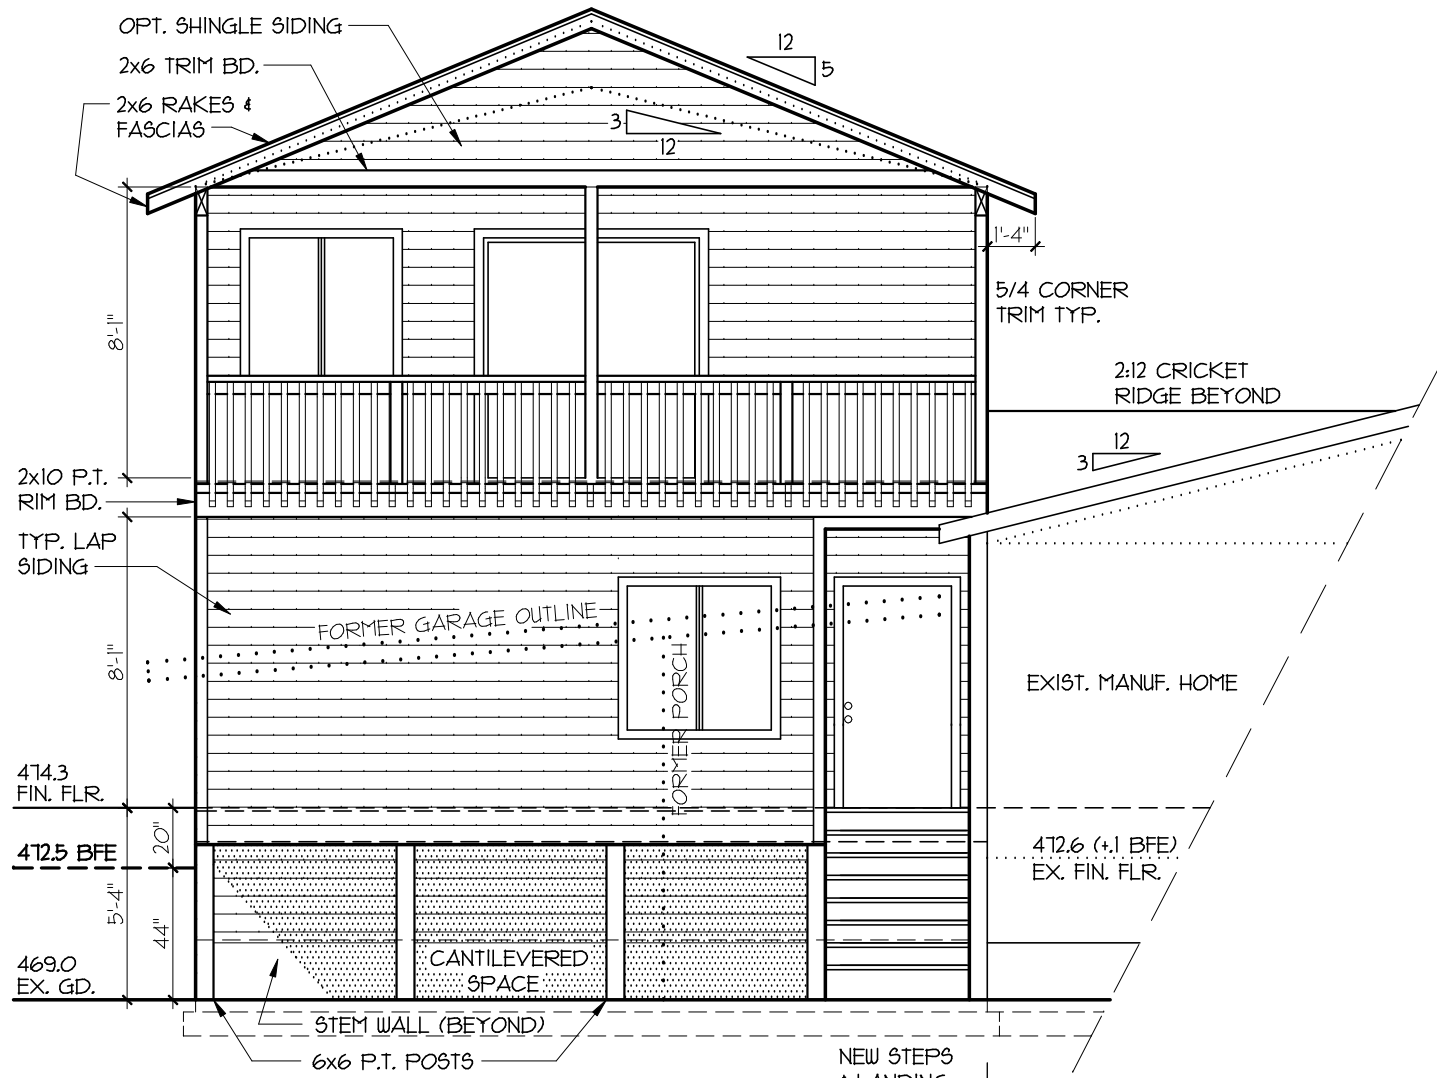 OPT. SHINGLE SIDING
2x6 TRIM BD.
2x6 RAKES &
FASCIAS
12
5
3
12
1'-4"
5/4 CORNER
TRIM TYP.
8'-1"
2:12 CRICKET
RIDGE BEYOND
12
3
2x10 P.T.
RIM BD.
TYP. LAP
SIDING
FORMER GARAGE OUTLINE
FORMER PORCH
8'-1"
EXIST. MANUF. HOME
474.3
FIN. FLR.
20"
472.5 BFE
472.6 (+.1 BFE)
EX. FIN. FLR.
5'-4"
44"
469.0
EX. GD.
CANTILEVERED
SPACE
STEM WALL (BEYOND)
6x6 P.T. POSTS
NEW STEPS
& LANDING